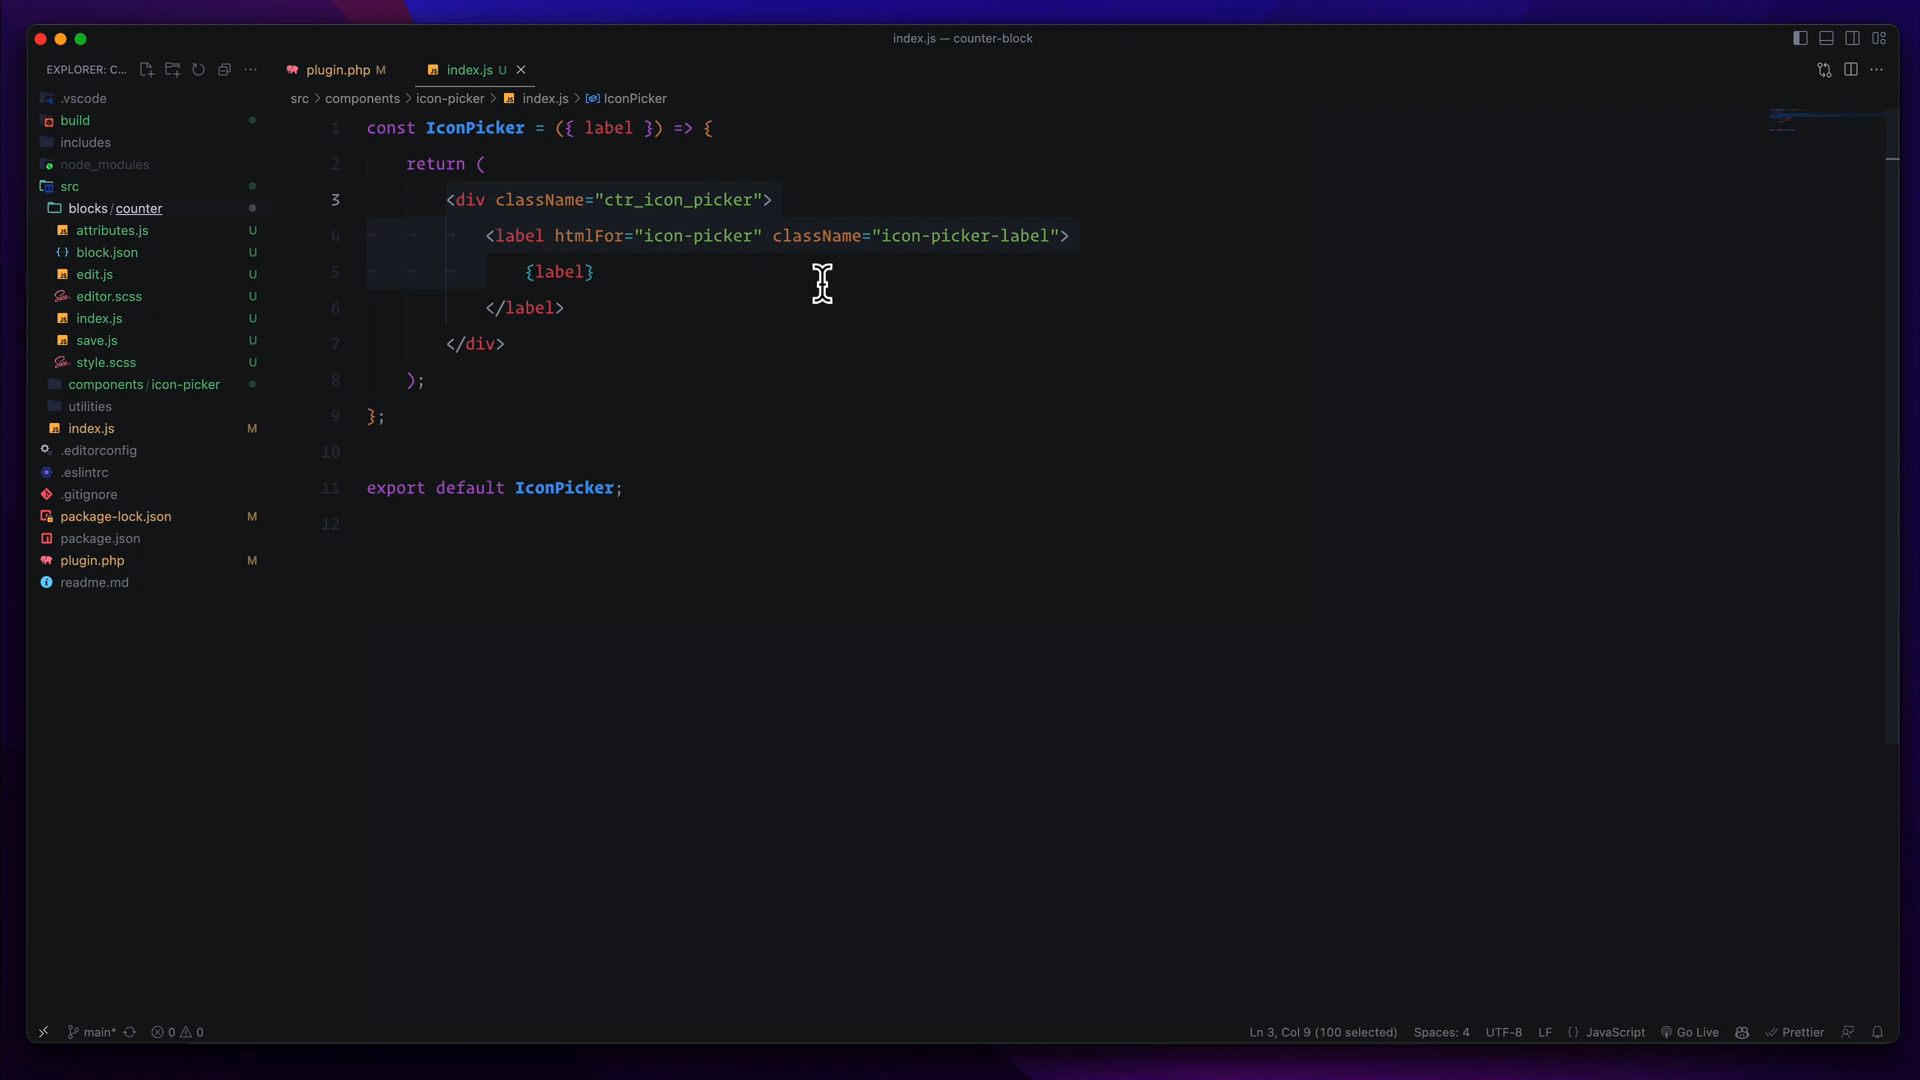 index.js — counter-block
EXPLORER: C...
plugin.php M
index.js U
src > components > icon-picker > index.js > IconPicker
.vscode
build
includes
node_modules
src
blocks / counter
attributes.js U
block.json U
edit.js U
editor.scss U
index.js U
save.js U
style.scss U
components / icon-picker
utilities
index.js M
.editorconfig
.eslintrc
.gitignore
package-lock.json M
package.json
plugin.php M
readme.md
1 const IconPicker = ({ label }) => {
2 return (
3 <div className="ctr_icon_picker">
4 <label htmlFor="icon-picker" className="icon-picker-label">
5 {label}
6 </label>
7 </div>
8 );
9 };
10
11 export default IconPicker;
12
main* 0 0 Ln 3, Col 9 (100 selected) Spaces: 4 UTF-8 LF {} JavaScript Go Live Prettier